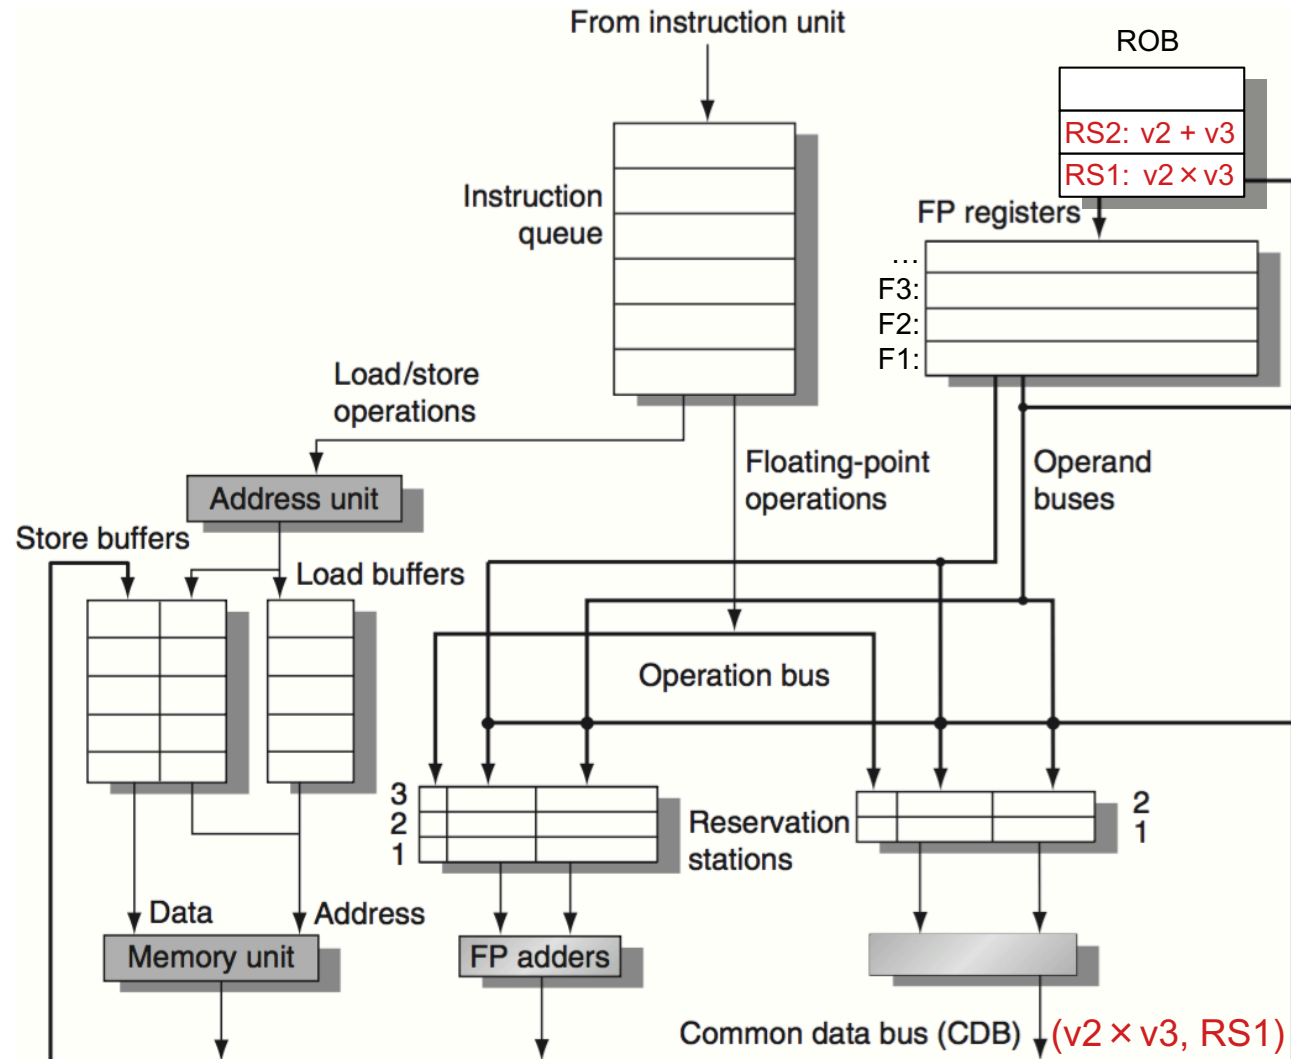 From instruction unit
ROB
RS2: v2 + v3
RS1: v2 × v3
Instruction
queue
FP registers
...
F3:
F2:
F1:
Load/store
operations
Floating-point
operations
Operand
buses
Address unit
Store buffers
Load buffers
Operation bus
3
2
1
Reservation
stations
2
1
Data
Address
Memory unit
FP adders
Common data bus (CDB)
(v2 × v3, RS1)